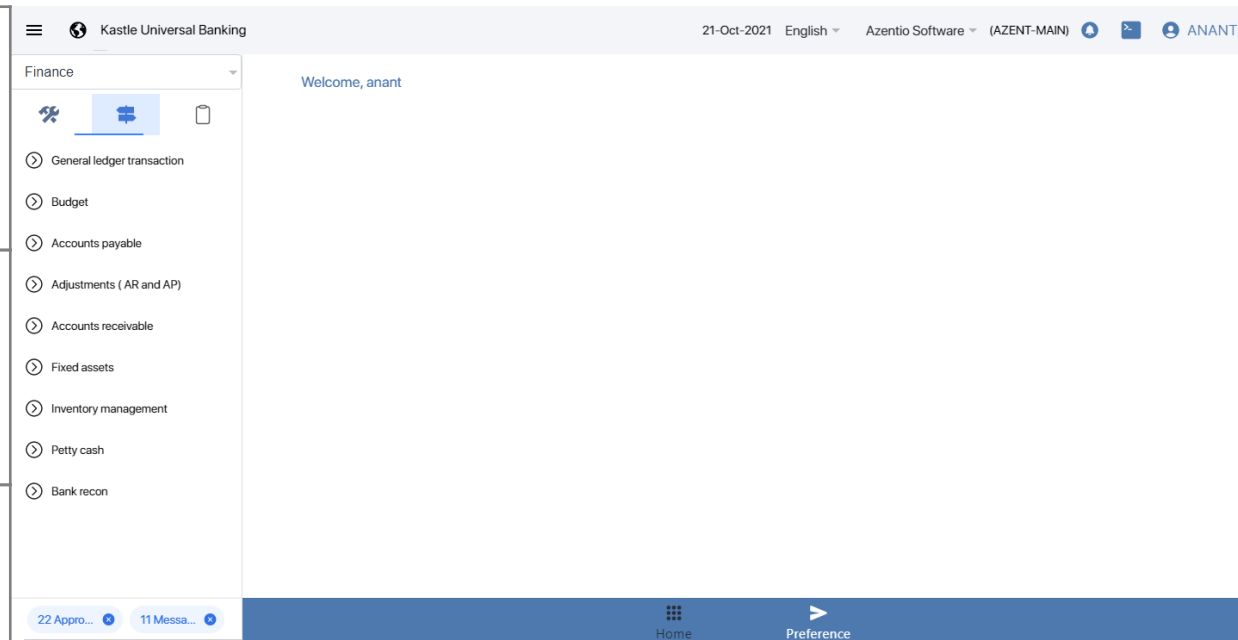 Kastle Universal Banking
21-Oct-2021 English Azentio Software (AZENT-MAIN) ANANT
Finance
Welcome, anant
General ledger transaction
Budget
Accounts payable
Adjustments ( AR and AP)
Accounts receivable
Fixed assets
Inventory management
Petty cash
Bank recon
22 Appro... 11 Messa...
Home Preference